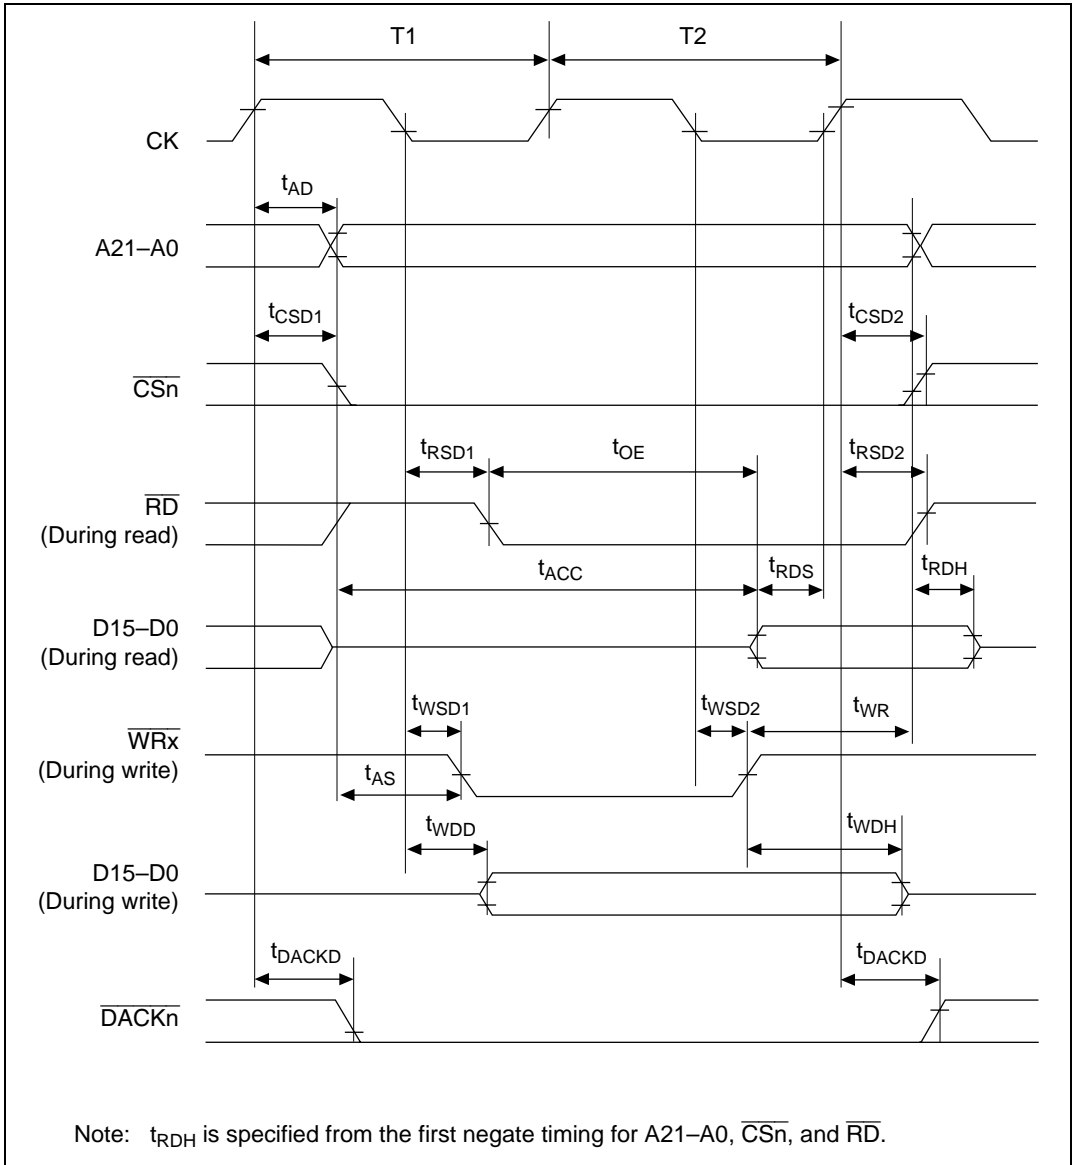 T1 T2
CK
tAD
A21–A0
tCSD1 tCSD2
CSn
tRSD1 tOE tRSD2
RD
(During read)
tACC tRDS tRDH
D15–D0
(During read)
tWSD1 tWSD2 tWR
WRx
(During write)
tAS
tWDD tWDH
D15–D0
(During write)
tDACKD tDACKD
DACKn
Note: tRDH is specified from the first negate timing for A21–A0, CSn, and RD.